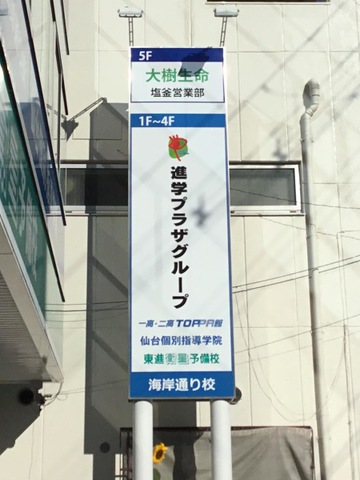 5F
大樹生命
塩釜営業部
1F~4F
進学プラザグループ
一高・二高TOPPA館
仙台個別指導学院
東進衛星予備校
海岸通り校